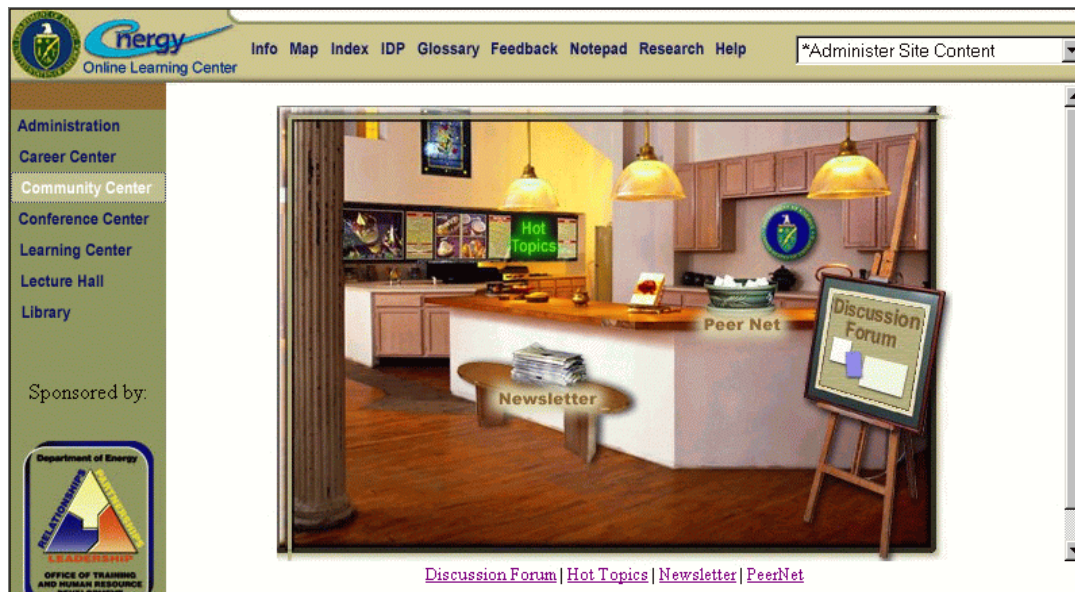 Energy
Online Learning Center
Info Map Index IDP Glossary Feedback Notepad Research Help
*Administer Site Content
Administration
Career Center
Community Center
Conference Center
Learning Center
Lecture Hall
Library
Sponsored by:
Department of Energy
RELATIONSHIPS
PARTNERSHIPS
LEADERSHIP
OFFICE OF TRAINING
AND HUMAN RESOURCE
DEVELOPMENT
Hot
Topics
Peer Net
Newsletter
Discussion
Forum
Discussion Forum | Hot Topics | Newsletter | PeerNet